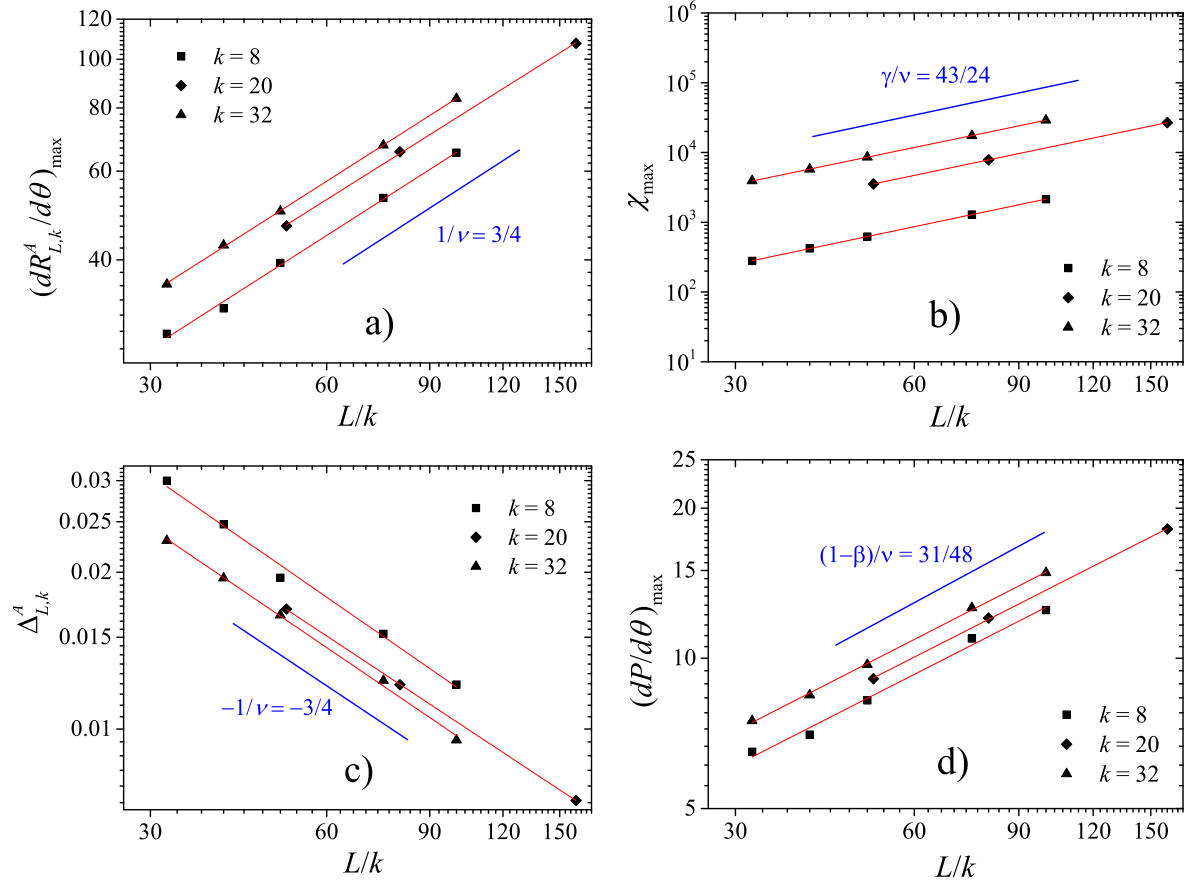 120
100
80
60
40
(dR^A_{L,k}/dθ)_max
k = 8
k = 20
k = 32
1/ν = 3/4
a)
30 60 90 120 150
L/k
10^6
10^5
10^4
10^3
10^2
10^1
χ_max
γ/ν = 43/24
k = 8
k = 20
k = 32
b)
30 60 90 120 150
L/k
0.03
0.025
0.02
0.015
0.01
Δ^A_{L,k}
k = 8
k = 20
k = 32
−1/ν = −3/4
c)
30 60 90 120 150
L/k
25
20
15
10
5
(dP/dθ)_max
(1−β)/ν = 31/48
k = 8
k = 20
k = 32
d)
30 60 90 120 150
L/k